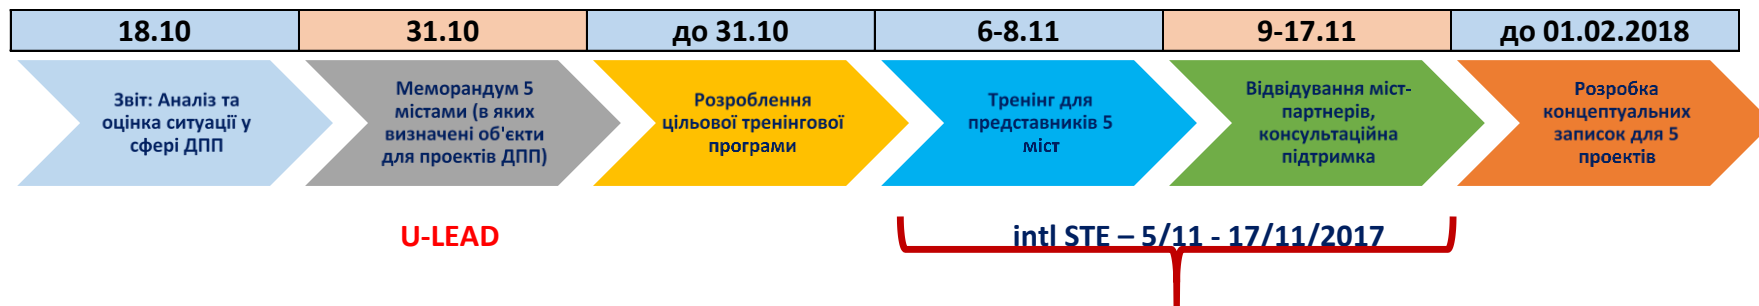 18.10
31.10
до 31.10
6-8.11
9-17.11
до 01.02.2018
Звіт: Аналіз та
оцінка ситуації у
сфері ДПП
Меморандум 5
містами (в яких
визначені об'єкти
для проектів ДПП)
Розроблення
цільової тренінгової
програми
Тренінг для
представників 5
міст
Відвідування міст-
партнерів,
консультаційна
підтримка
Розробка
концептуальних
записок для 5
проектів
U-LEAD
intl STE – 5/11 - 17/11/2017